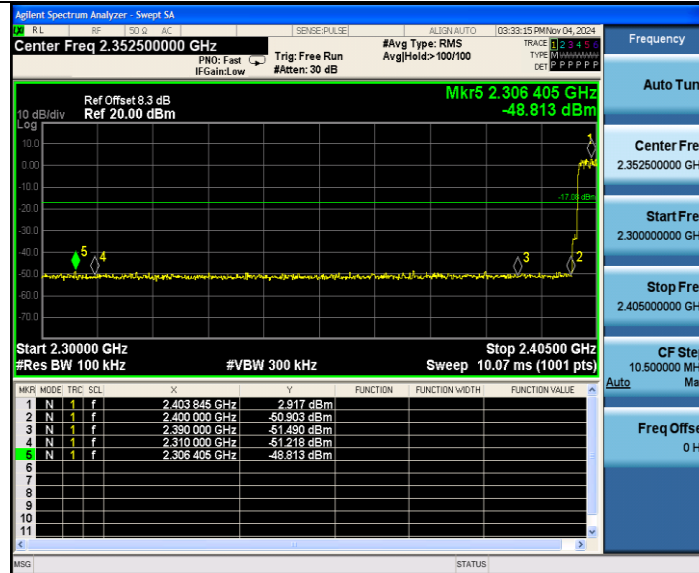 Agilent Spectrum Analyzer - Swept SA
LXI RL RF 50 Ω AC SENSE:PULSE ALIGN AUTO 03:33:15 PM Nov 04, 2024
Center Freq 2.352500000 GHz
PNO: Fast
IFGain:Low
Trig: Free Run
#Atten: 30 dB
#Avg Type: RMS
Avg|Hold:>100/100
TRACE 1 2 3 4 5 6
TYPE M
DET P P P P P P
Mkr5 2.306 405 GHz
-48.813 dBm
10 dB/div
Log
Ref Offset 8.3 dB
Ref 20.00 dBm
10.0
0.00
-10.0
-20.0
-30.0
-40.0
-50.0
-60.0
-70.0
1
-17.08 dBm
5 4 3 2
Start 2.30000 GHz Stop 2.40500 GHz
#Res BW 100 kHz #VBW 300 kHz Sweep 10.07 ms (1001 pts)
MKR MODE TRC SCL X Y FUNCTION FUNCTION WIDTH FUNCTION VALUE
1 N 1 f 2.403 845 GHz 2.917 dBm
2 N 1 f 2.400 000 GHz -50.903 dBm
3 N 1 f 2.390 000 GHz -51.490 dBm
4 N 1 f 2.310 000 GHz -51.218 dBm
5 N 1 f 2.306 405 GHz -48.813 dBm
6
7
8
9
10
11
MSG STATUS
Frequency
Auto Tun
Center Fre
2.352500000 GH
Start Fre
2.300000000 GH
Stop Fre
2.405000000 GH
CF Ste
10.500000 MH
Auto Ma
Freq Offse
0 H